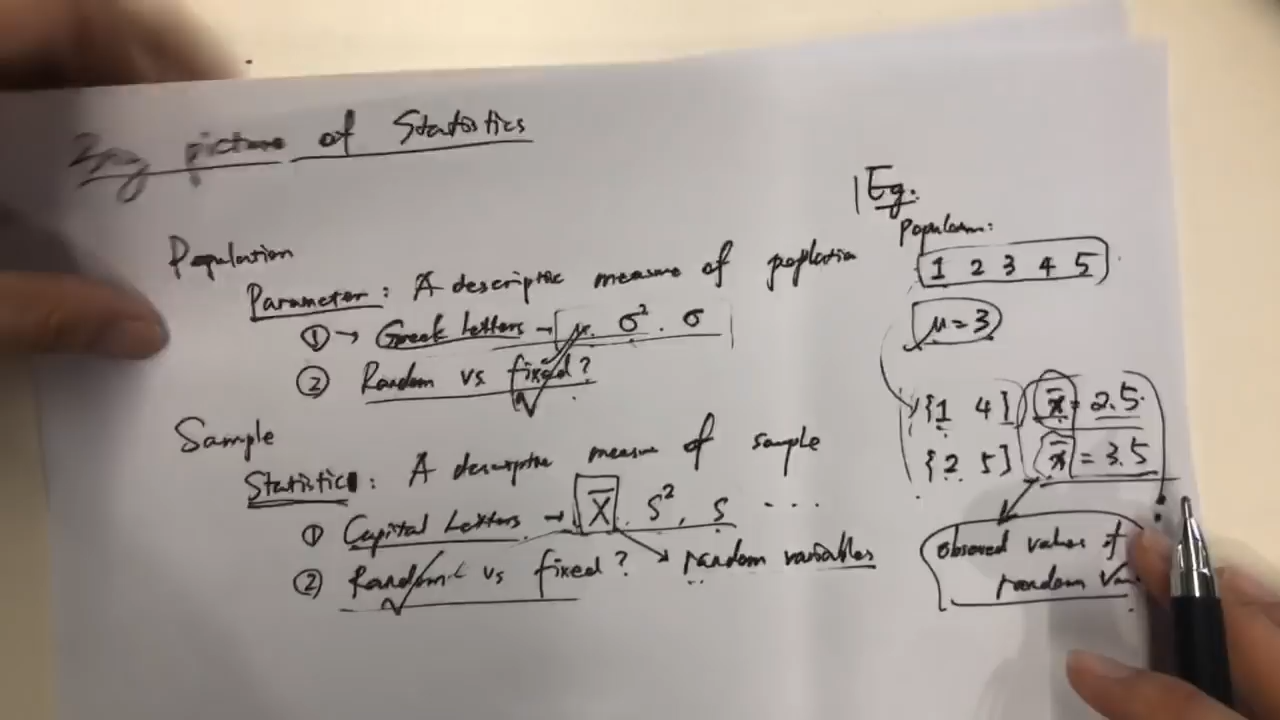 Big picture of Statistics
Population
Parameter : A descriptive measure of population
① → Greek Letters → μ. σ². σ
② Random vs fixed?
Sample
Statistic : A descriptive measure of sample
① Capital Letters → X̄. S², S ....
→ random variables
② Random vs fixed?
Eg.
Population:
1 2 3 4 5
μ = 3
{1 4} x̄ = 2.5
{2 5} x̄ = 3.5
observed values of
random